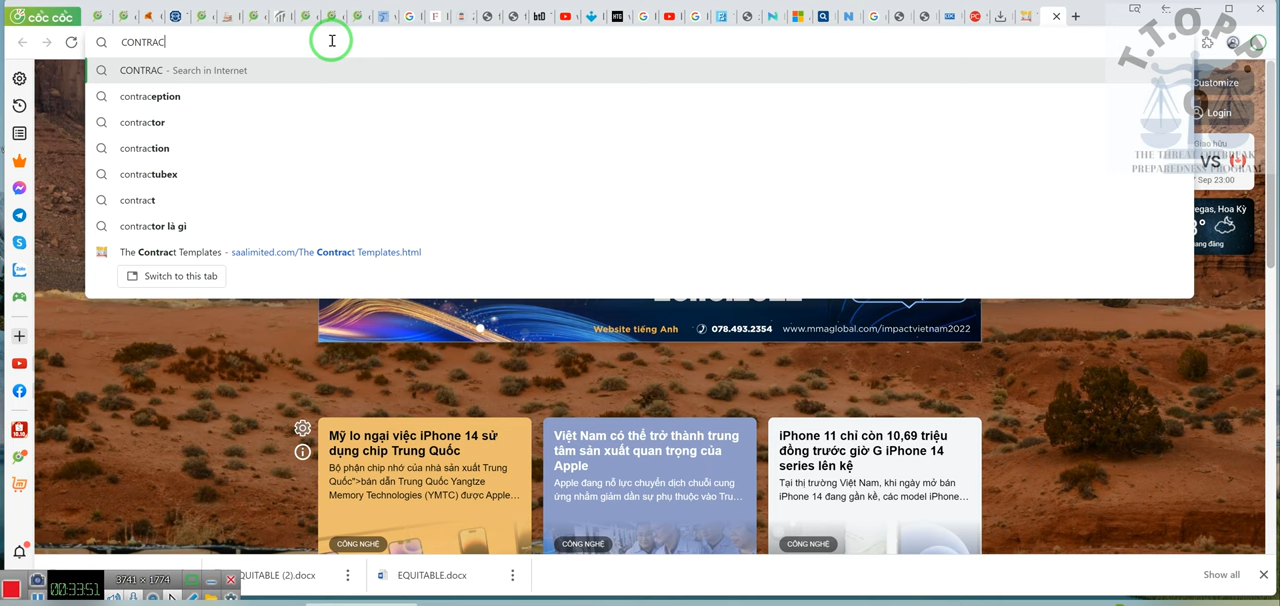 cốc cốc
CONTRAC
CONTRAC - Search in Internet
contraception
contractor
contraction
contractubex
contract
contractor là gì
The Contract Templates - saalimited.com/The Contract Templates.html
Switch to this tab
T.T.O.P.P
THE THREAT OUTBREAK
PREPAREDNESS PROGRAM
Customize
Login
Giao hữu
VS
Sep 23:00
egas, Hoa Kỳ
Website tiếng Anh 078.493.2354 www.mmaglobal.com/impactvietnam2022
Mỹ lo ngại việc iPhone 14 sử
dụng chip Trung Quốc
Bộ phận chip nhớ của nhà sản xuất Trung
Quốc">bán dẫn Trung Quốc Yangtze
Memory Technologies (YMTC) được Apple...
CÔNG NGHỆ
Việt Nam có thể trở thành trung
tâm sản xuất quan trọng của
Apple
Apple đang nỗ lực chuyển dịch chuỗi cung
ứng nhằm giảm dần sự phụ thuộc vào Tru...
CÔNG NGHỆ
iPhone 11 chỉ còn 10,69 triệu
đồng trước giờ G iPhone 14
series lên kệ
Tại thị trường Việt Nam, khi ngày mở bán
iPhone 14 đang gần kề, các model iPhone...
CÔNG NGHỆ
QUITABLE (2).docx
EQUITABLE.docx
Show all
3741 × 1774
00:33:51